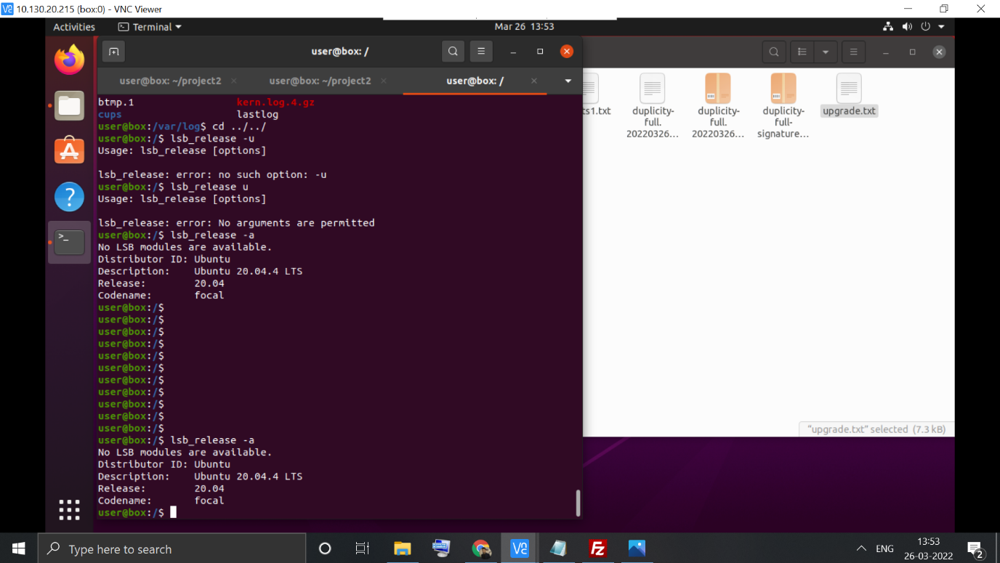 10.130.20.215 (box:0) - VNC Viewer
Activities
Terminal
Mar 26 13:53
user@box: /
user@box: ~/project2
user@box: ~/project2
user@box: /
btmp.1 kern.log.4.gz
cups lastlog
user@box:/var/log$ cd ../../
user@box:/$ lsb_release -u
Usage: lsb_release [options]
lsb_release: error: no such option: -u
user@box:/$ lsb_release u
Usage: lsb_release [options]
lsb_release: error: No arguments are permitted
user@box:/$ lsb_release -a
No LSB modules are available.
Distributor ID: Ubuntu
Description: Ubuntu 20.04.4 LTS
Release: 20.04
Codename: focal
user@box:/$
user@box:/$
user@box:/$
user@box:/$
user@box:/$
user@box:/$
user@box:/$
user@box:/$
user@box:/$
user@box:/$
user@box:/$
user@box:/$ lsb_release -a
No LSB modules are available.
Distributor ID: Ubuntu
Description: Ubuntu 20.04.4 LTS
Release: 20.04
Codename: focal
user@box:/$
ts1.txt
duplicity-
full.
20220326...
duplicity-
full.
20220326...
duplicity-
full-
signature...
upgrade.txt
"upgrade.txt" selected (7.3 kB)
Type here to search
ENG
13:53
26-03-2022
2